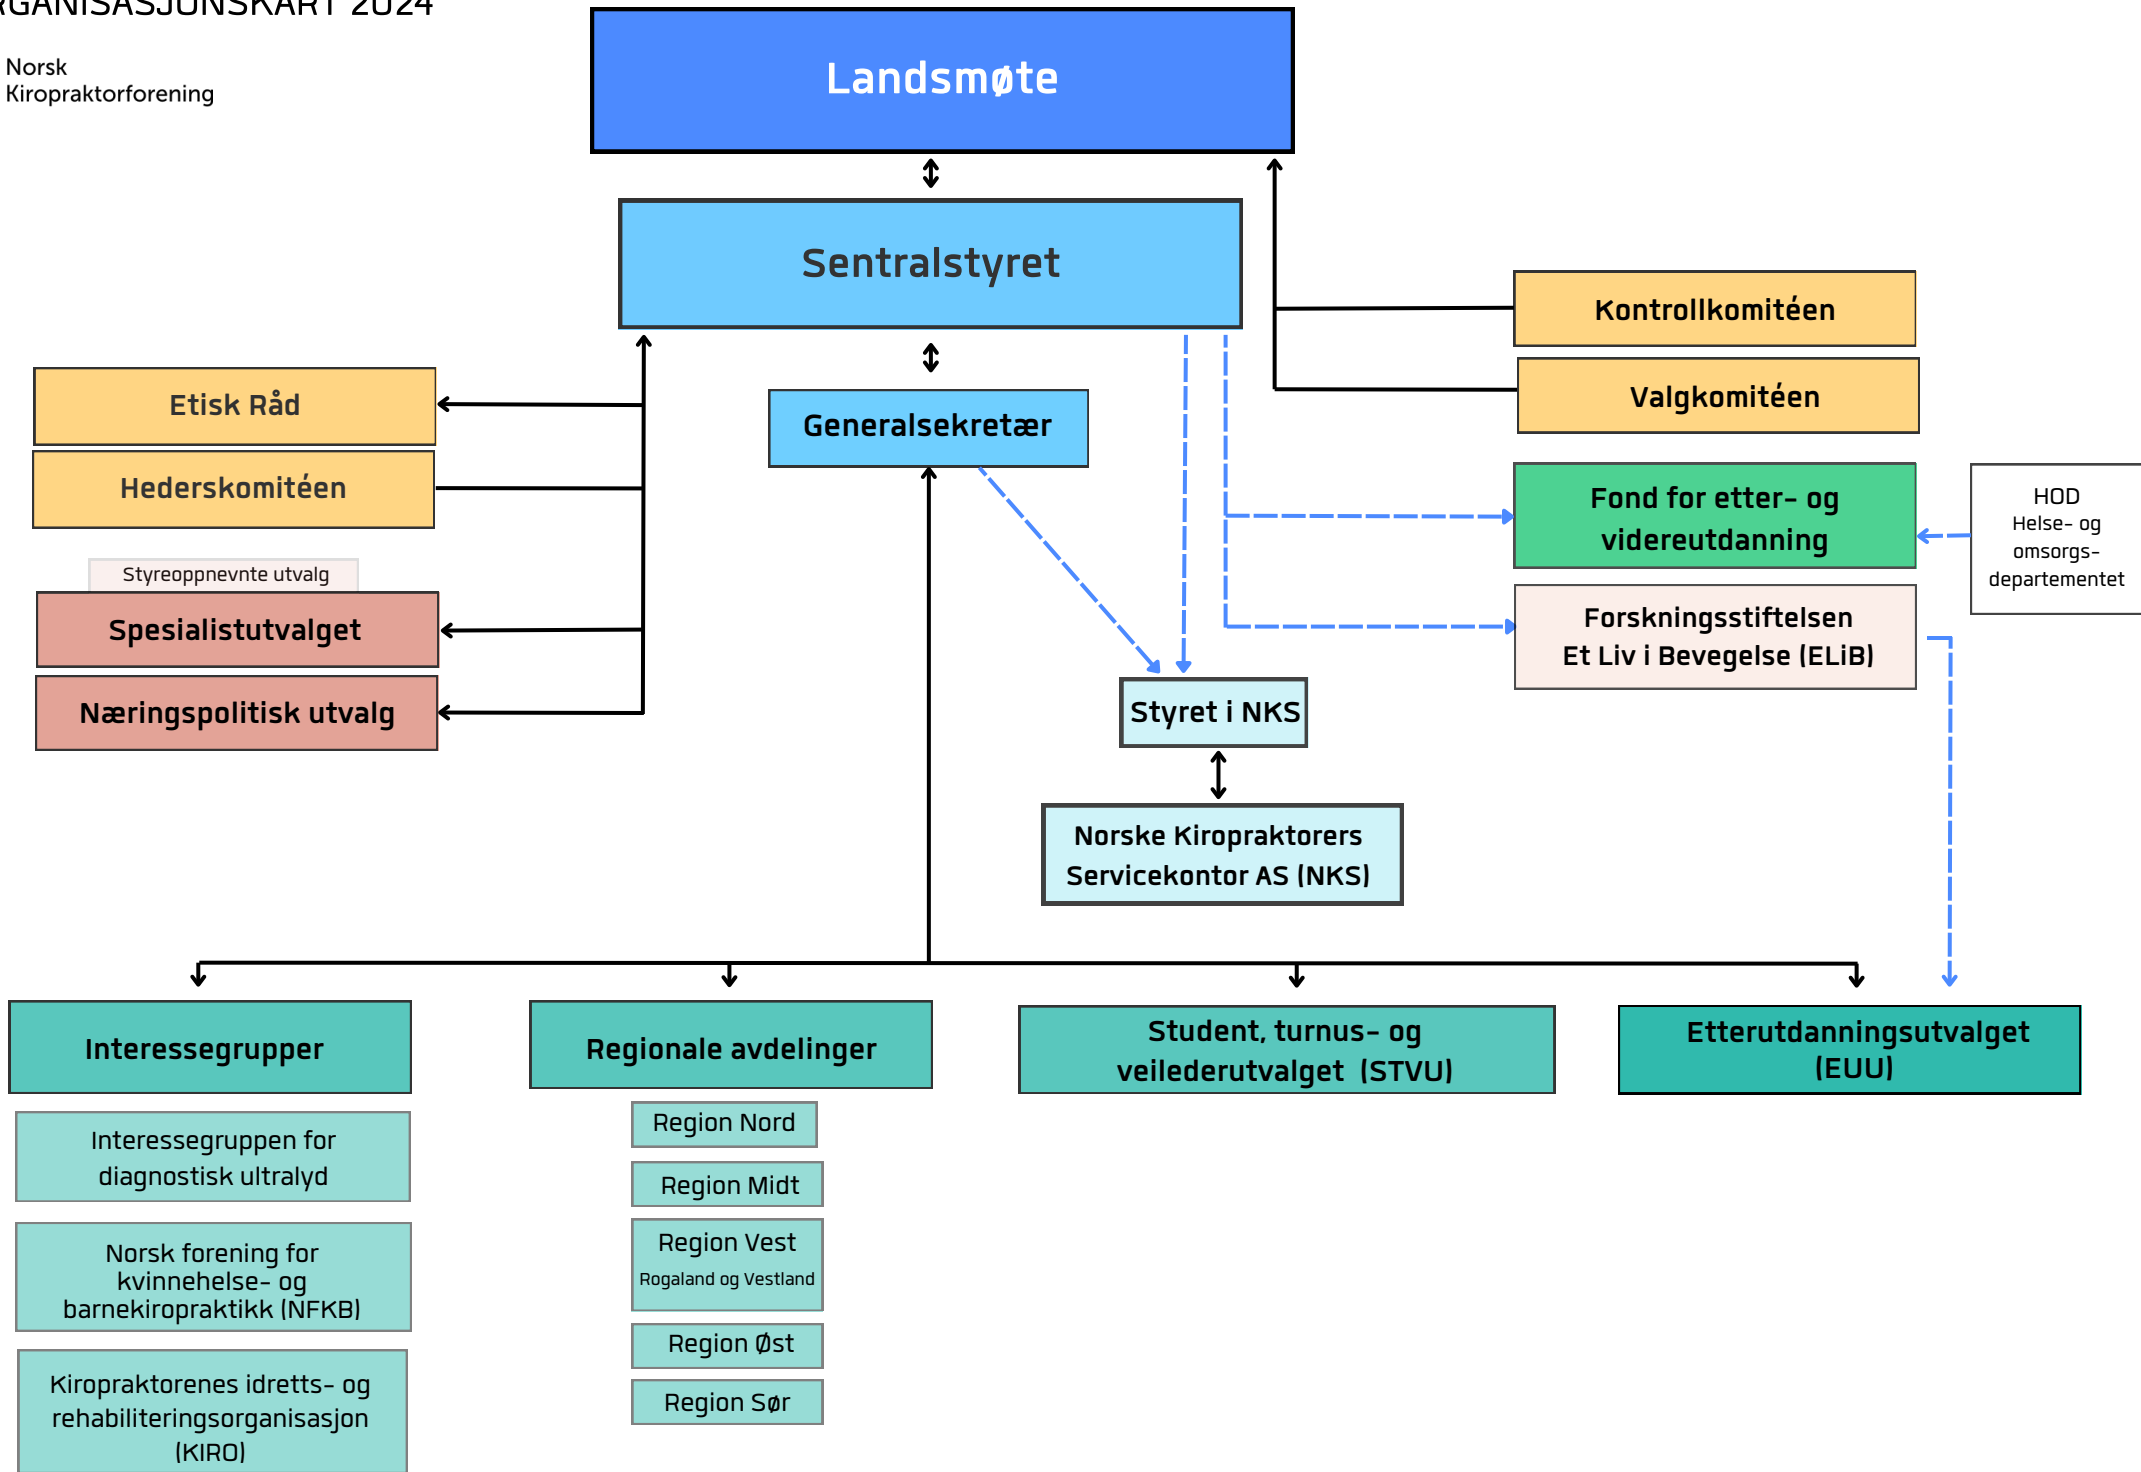 RGANISASJONSKART 2024
Norsk
Kiropraktorforening
Landsmøte
Sentralstyret
Generalsekretær
Kontrollkomitéen
Valgkomitéen
Etisk Råd
Hederskomitéen
Styreoppnevnte utvalg
Spesialistutvalget
Næringspolitisk utvalg
Fond for etter- og
videreutdanning
HOD
Helse- og
omsorgs-
departementet
Forskningsstiftelsen
Et Liv i Bevegelse (ELiB)
Styret i NKS
Norske Kiropraktorers
Servicekontor AS (NKS)
Interessegrupper
Interessegruppen for
diagnostisk ultralyd
Norsk forening for
kvinnehelse- og
barnekiropraktikk (NFKB)
Kiropraktorenes idretts- og
rehabiliteringsorganisasjon
(KIRO)
Regionale avdelinger
Region Nord
Region Midt
Region Vest
Rogaland og Vestland
Region Øst
Region Sør
Student, turnus- og
veilederutvalget (STVU)
Etterutdanningsutvalget
(EUU)